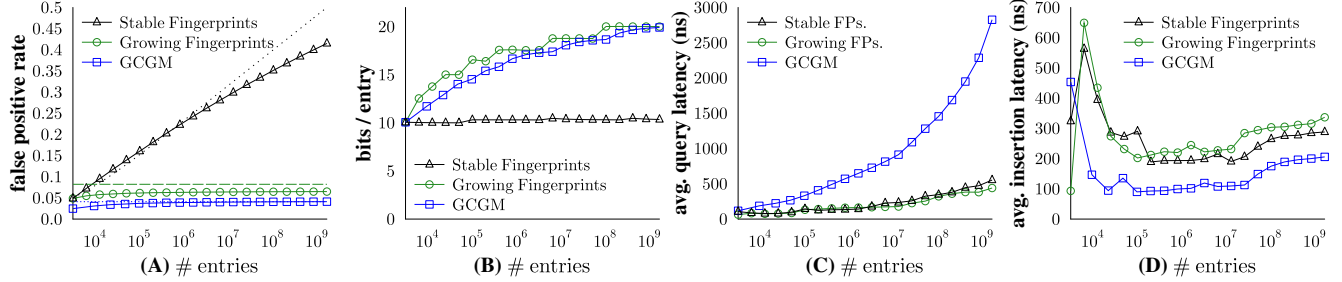 false positive rate
0.5
0.45
0.4
0.35
0.3
0.25
0.2
0.15
0.1
0.05
0.0
Stable Fingerprints
Growing Fingerprints
GCGM
10^4 10^5 10^6 10^7 10^8 10^9
(A) # entries
bits / entry
20
15
10
5
0
Stable Fingerprints
Growing Fingerprints
GCGM
10^4 10^5 10^6 10^7 10^8 10^9
(B) # entries
avg. query latency (ns)
3000
2500
2000
1500
1000
500
0
Stable FPs.
Growing FPs.
GCGM
10^4 10^5 10^6 10^7 10^8 10^9
(C) # entries
avg. insertion latency (ns)
700
600
500
400
300
200
100
0
Stable Fingerprints
Growing Fingerprints
GCGM
10^4 10^5 10^6 10^7 10^8 10^9
(D) # entries